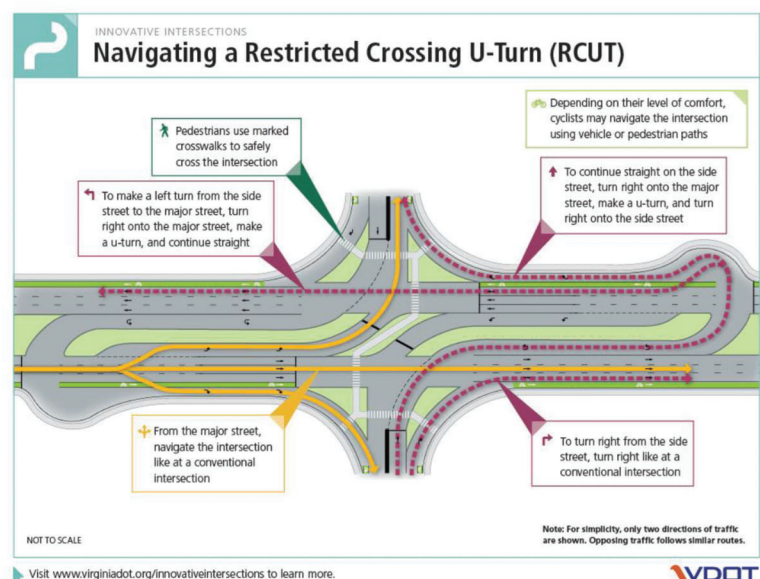 INNOVATIVE INTERSECTIONS
Navigating a Restricted Crossing U-Turn (RCUT)
Depending on their level of comfort,
cyclists may navigate the intersection
using vehicle or pedestrian paths
Pedestrians use marked
crosswalks to safely
cross the intersection
To make a left turn from the side
street to the major street, turn
right onto the major street, make
a u-turn, and continue straight
To continue straight on the side
street, turn right onto the major
street, make a u-turn, and turn
right onto the side street
From the major street,
navigate the intersection
like at a conventional
intersection
To turn right from the side
street, turn right like at a
conventional intersection
NOT TO SCALE
Note: For simplicity, only two directions of traffic
are shown. Opposing traffic follows similar routes.
Visit www.virginiadot.org/innovativeintersections to learn more.
VDOT